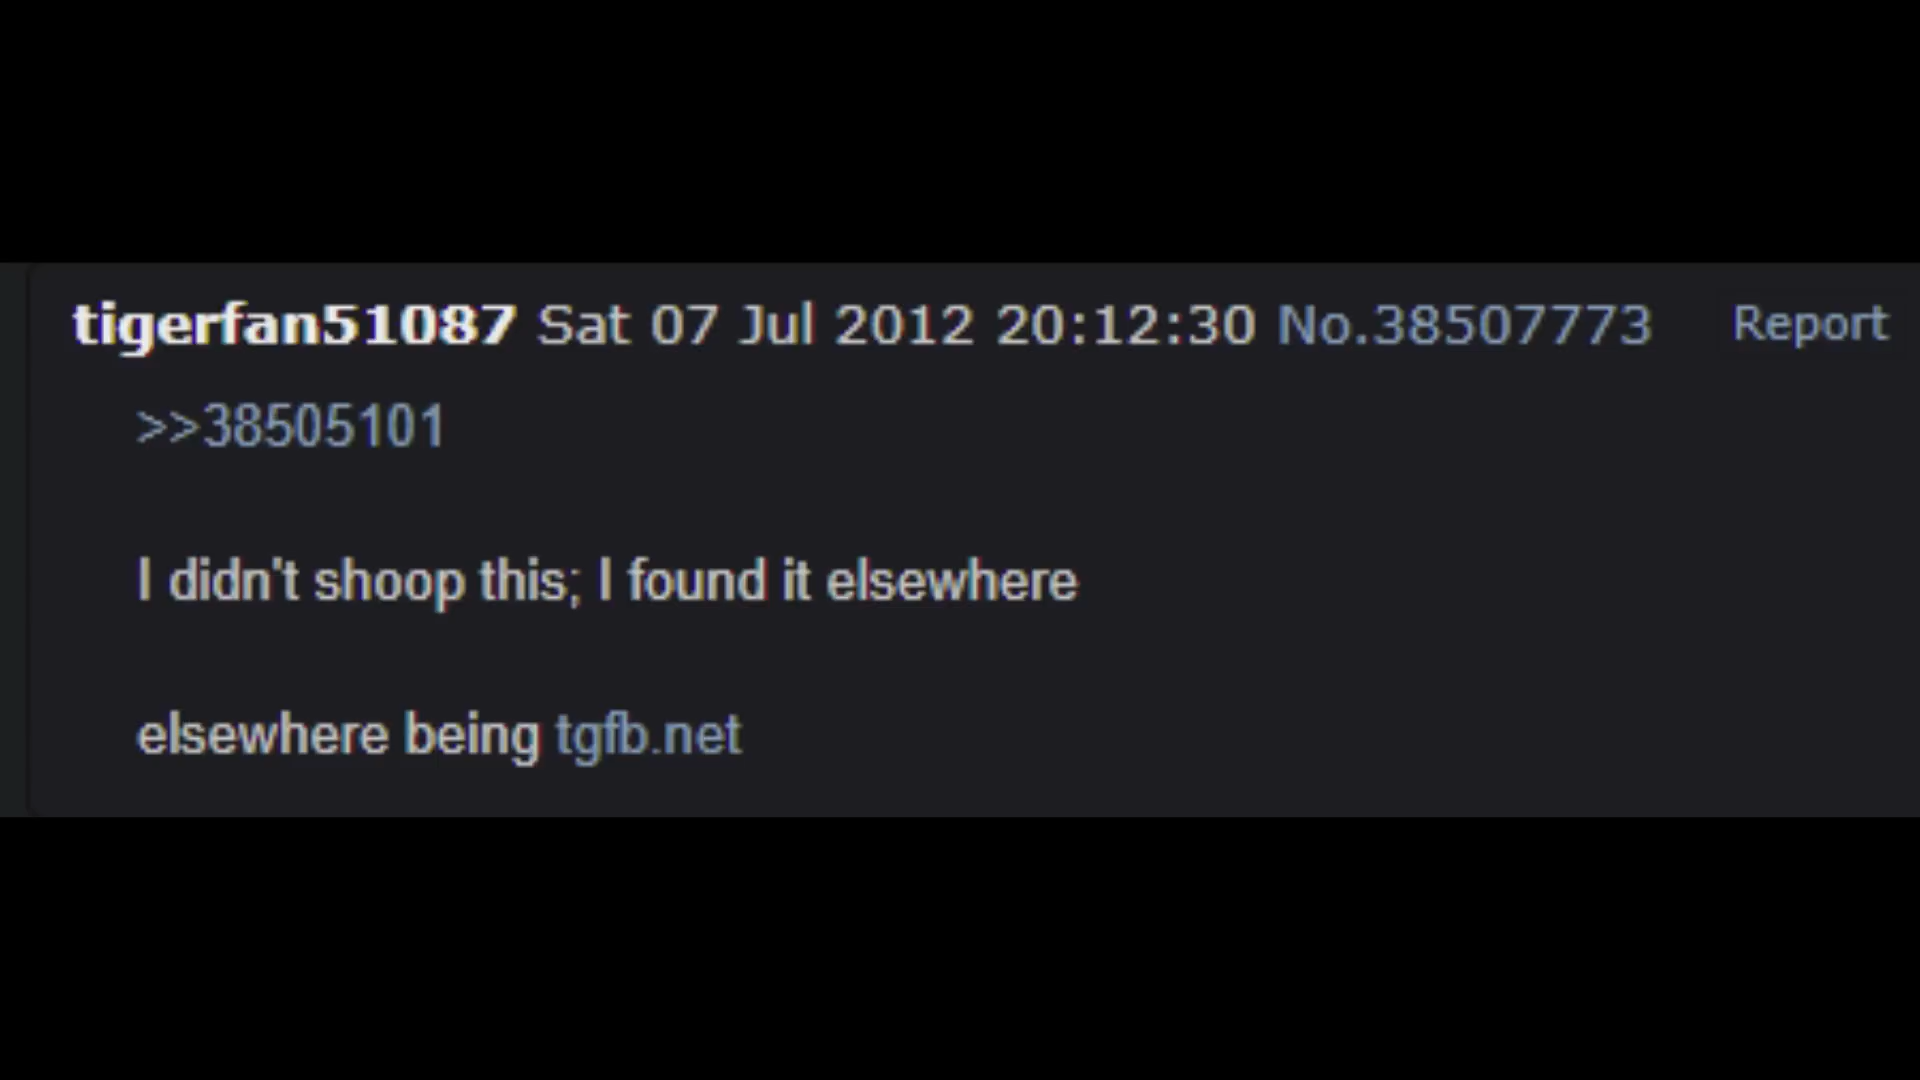 tigerfan51087 Sat 07 Jul 2012 20:12:30 No.38507773 Report
>>38505101
I didn't shoop this; I found it elsewhere
elsewhere being tgfb.net